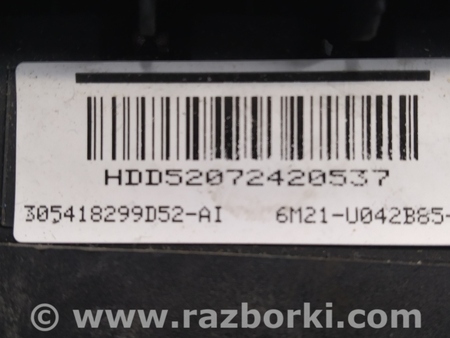 HDD52072420537
305418299D52-AI 6M21-U042B85-
© www.razborki.com